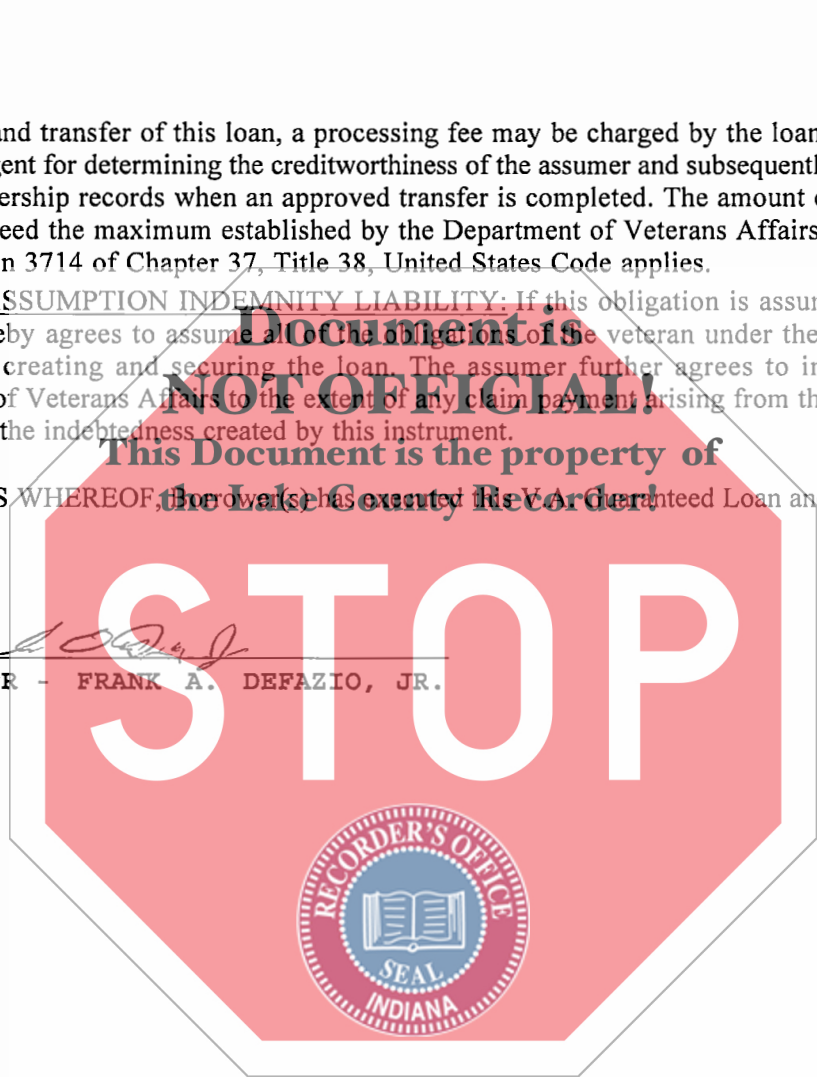 and transfer of this loan, a processing fee may be charged by the loan
gent for determining the creditworthiness of the assumer and subsequentl
ership records when an approved transfer is completed. The amount
eed the maximum established by the Department of Veterans Affairs
n 3714 of Chapter 37, Title 38, United States Code applies.
SSUMPTION INDEMNITY LIABILITY: If this obligation is assu
eby agrees to assume all of the obligations of the veteran under the
creating and securing the loan. The assumer further agrees to in
of Veterans Affairs to the extent of any claim payment arising from th
the indebtedness created by this instrument.
S WHEREOF, Borrower(s) has executed this V.A. Guaranteed Loan an
Document is
NOT OFFICIAL!
This Document is the property of
the Lake County Recorder!
R - FRANK A. DEFAZIO, JR.
STOP
RECORDER'S OFFICE
SEAL
INDIANA